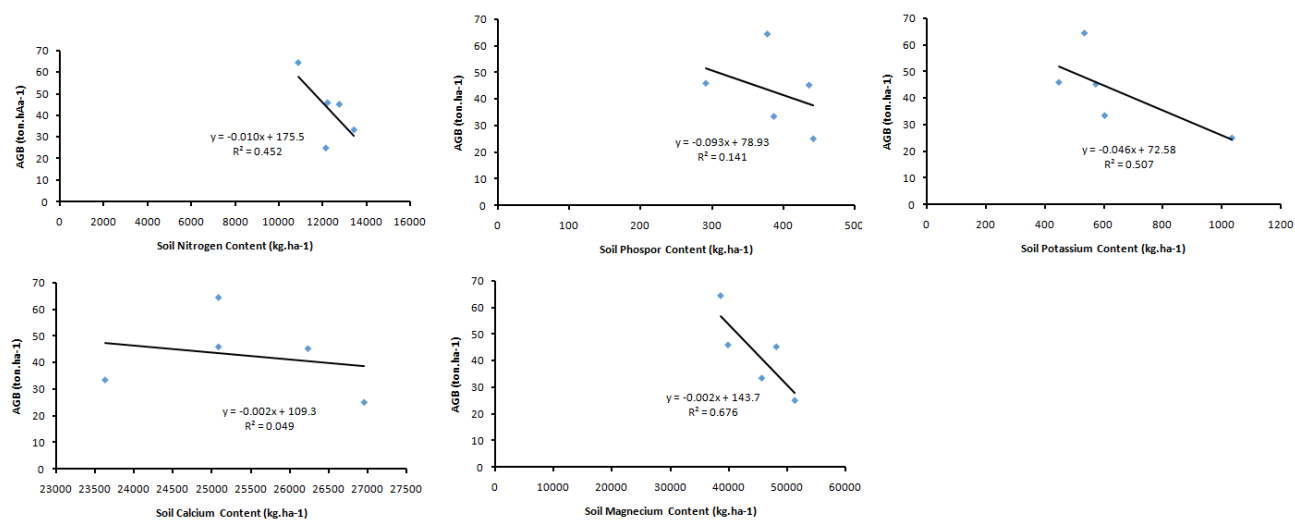 AGB (ton.hAa-1)
70
60
50
40
30
20
10
0
y = -0.010x + 175.5
R² = 0.452
0 2000 4000 6000 8000 10000 12000 14000 16000
Soil Nitrogen Content (kg.ha-1)
AGB (ton.ha-1)
70
60
50
40
30
20
10
0
y = -0.093x + 78.93
R² = 0.141
0 100 200 300 400 500
Soil Phospor Content (kg.ha-1)
AGB (ton.ha-1)
70
60
50
40
30
20
10
0
y = -0.046x + 72.58
R² = 0.507
0 200 400 600 800 1000 1200
Soil Potassium Content (kg.ha-1)
AGB (ton.ha-1)
70
60
50
40
30
20
10
0
y = -0.002x + 109.3
R² = 0.049
23000 23500 24000 24500 25000 25500 26000 26500 27000 27500
Soil Calcium Content (kg.ha-1)
AGB (ton.ha-1)
70
60
50
40
30
20
10
0
y = -0.002x + 143.7
R² = 0.676
0 10000 20000 30000 40000 50000 60000
Soil Magnecium Content (kg.ha-1)